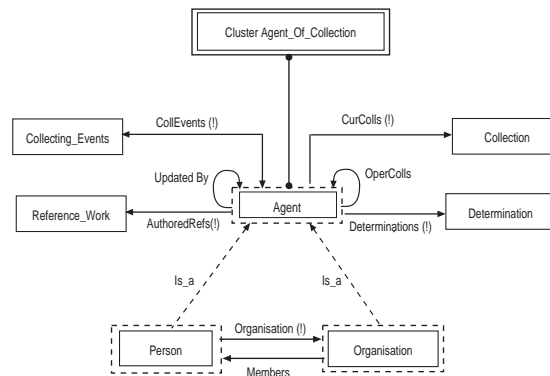 Cluster Agent_Of_Collection
CollEvents (!)
CurColls (!)
Collecting_Events
Collection
Updated By
OperColls
Reference_Work
Agent
Determination
AuthoredRefs(!)
Determinations (!)
Is_a
Is_a
Organisation (!)
Person
Organisation
Members